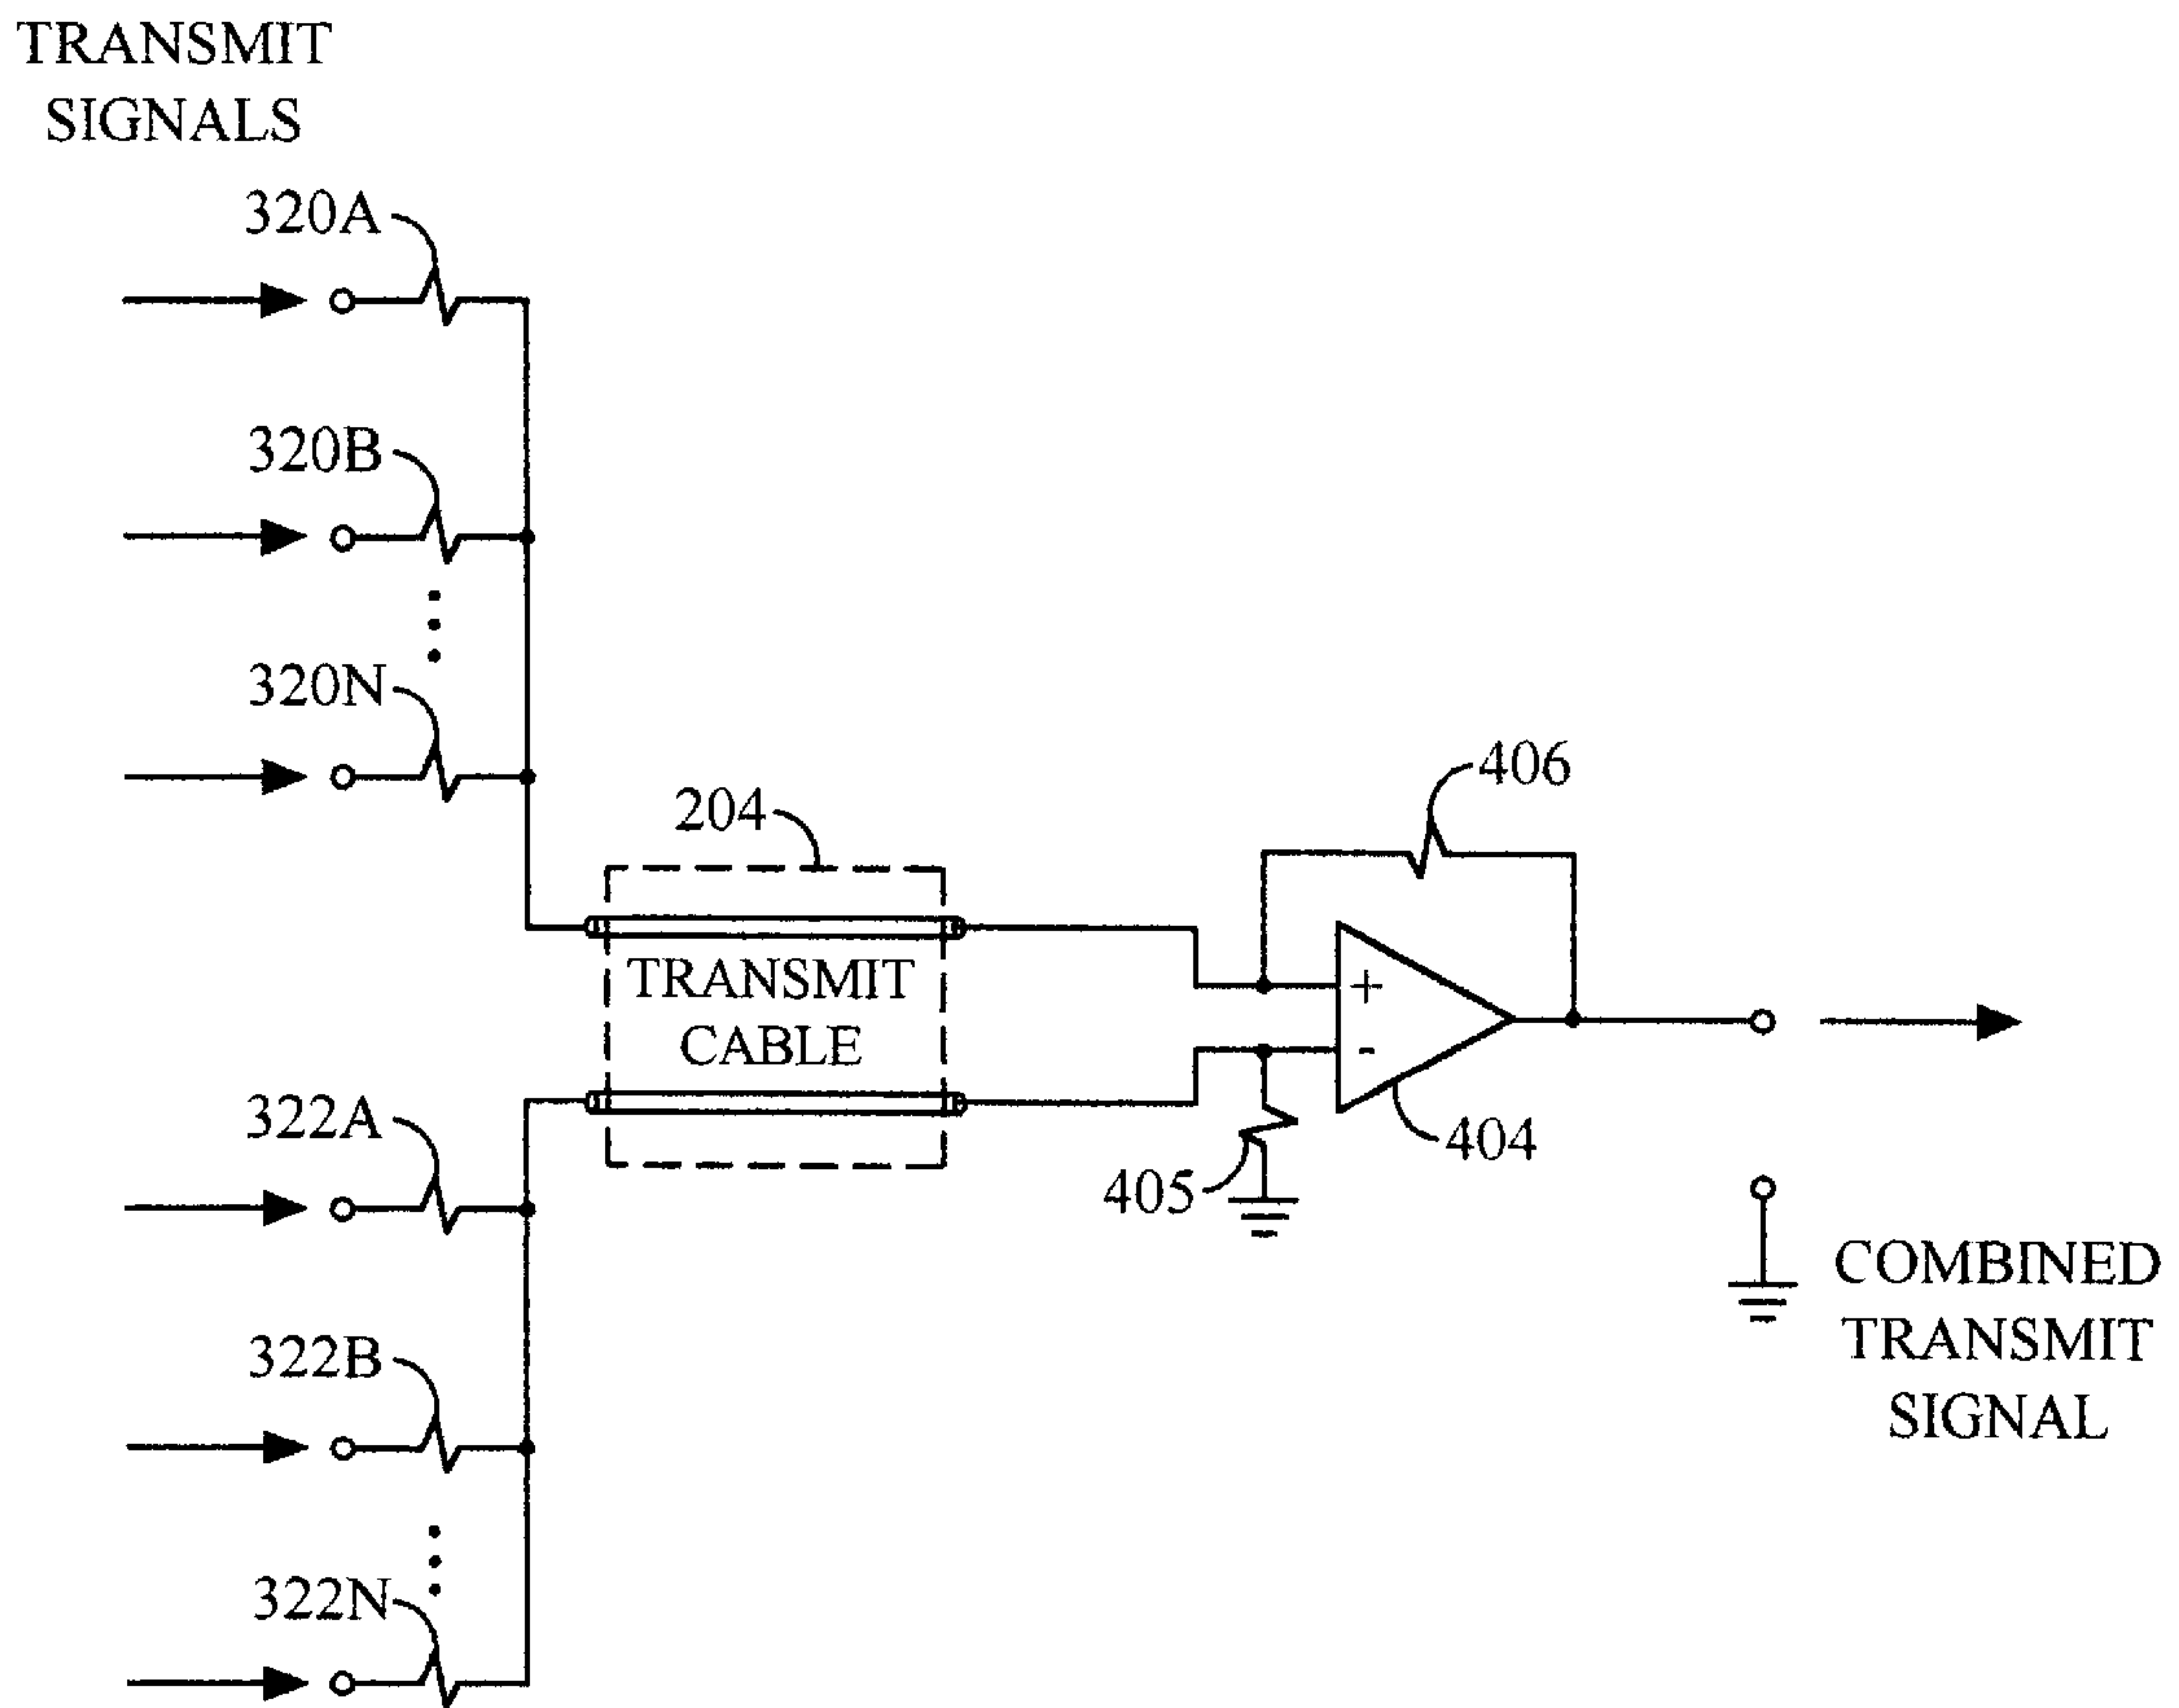 TRANSMIT
SIGNALS
320A
320B
320N
406
204
TRANSMIT
CABLE
+
-
404
405
322A
322B
322N
COMBINED
TRANSMIT
SIGNAL